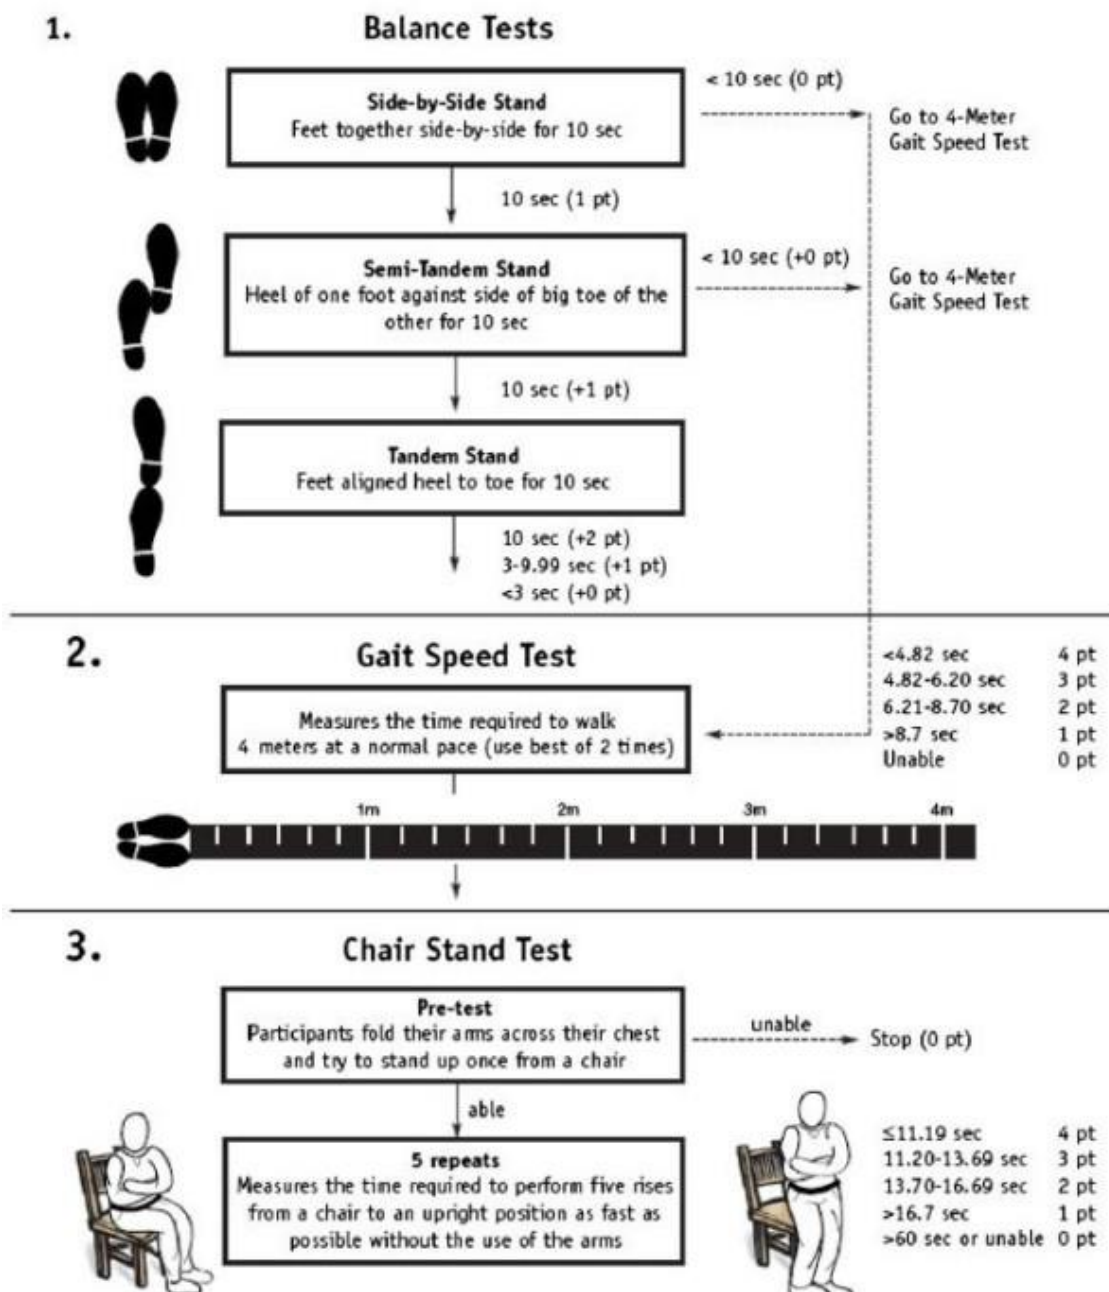 1.
Balance Tests
Side-by-Side Stand
Feet together side-by-side for 10 sec
< 10 sec (0 pt)
Go to 4-Meter
Gait Speed Test
10 sec (1 pt)
Semi-Tandem Stand
Heel of one foot against side of big toe of the
other for 10 sec
< 10 sec (+0 pt)
Go to 4-Meter
Gait Speed Test
10 sec (+1 pt)
Tandem Stand
Feet aligned heel to toe for 10 sec
10 sec (+2 pt)
3-9.99 sec (+1 pt)
<3 sec (+0 pt)
2.
Gait Speed Test
Measures the time required to walk
4 meters at a normal pace (use best of 2 times)
<4.82 sec 4 pt
4.82-6.20 sec 3 pt
6.21-8.70 sec 2 pt
>8.7 sec 1 pt
Unable 0 pt
1m 2m 3m 4m
3.
Chair Stand Test
Pre-test
Participants fold their arms across their chest
and try to stand up once from a chair
unable
Stop (0 pt)
able
5 repeats
Measures the time required to perform five rises
from a chair to an upright position as fast as
possible without the use of the arms
≤11.19 sec 4 pt
11.20-13.69 sec 3 pt
13.70-16.69 sec 2 pt
>16.7 sec 1 pt
>60 sec or unable 0 pt